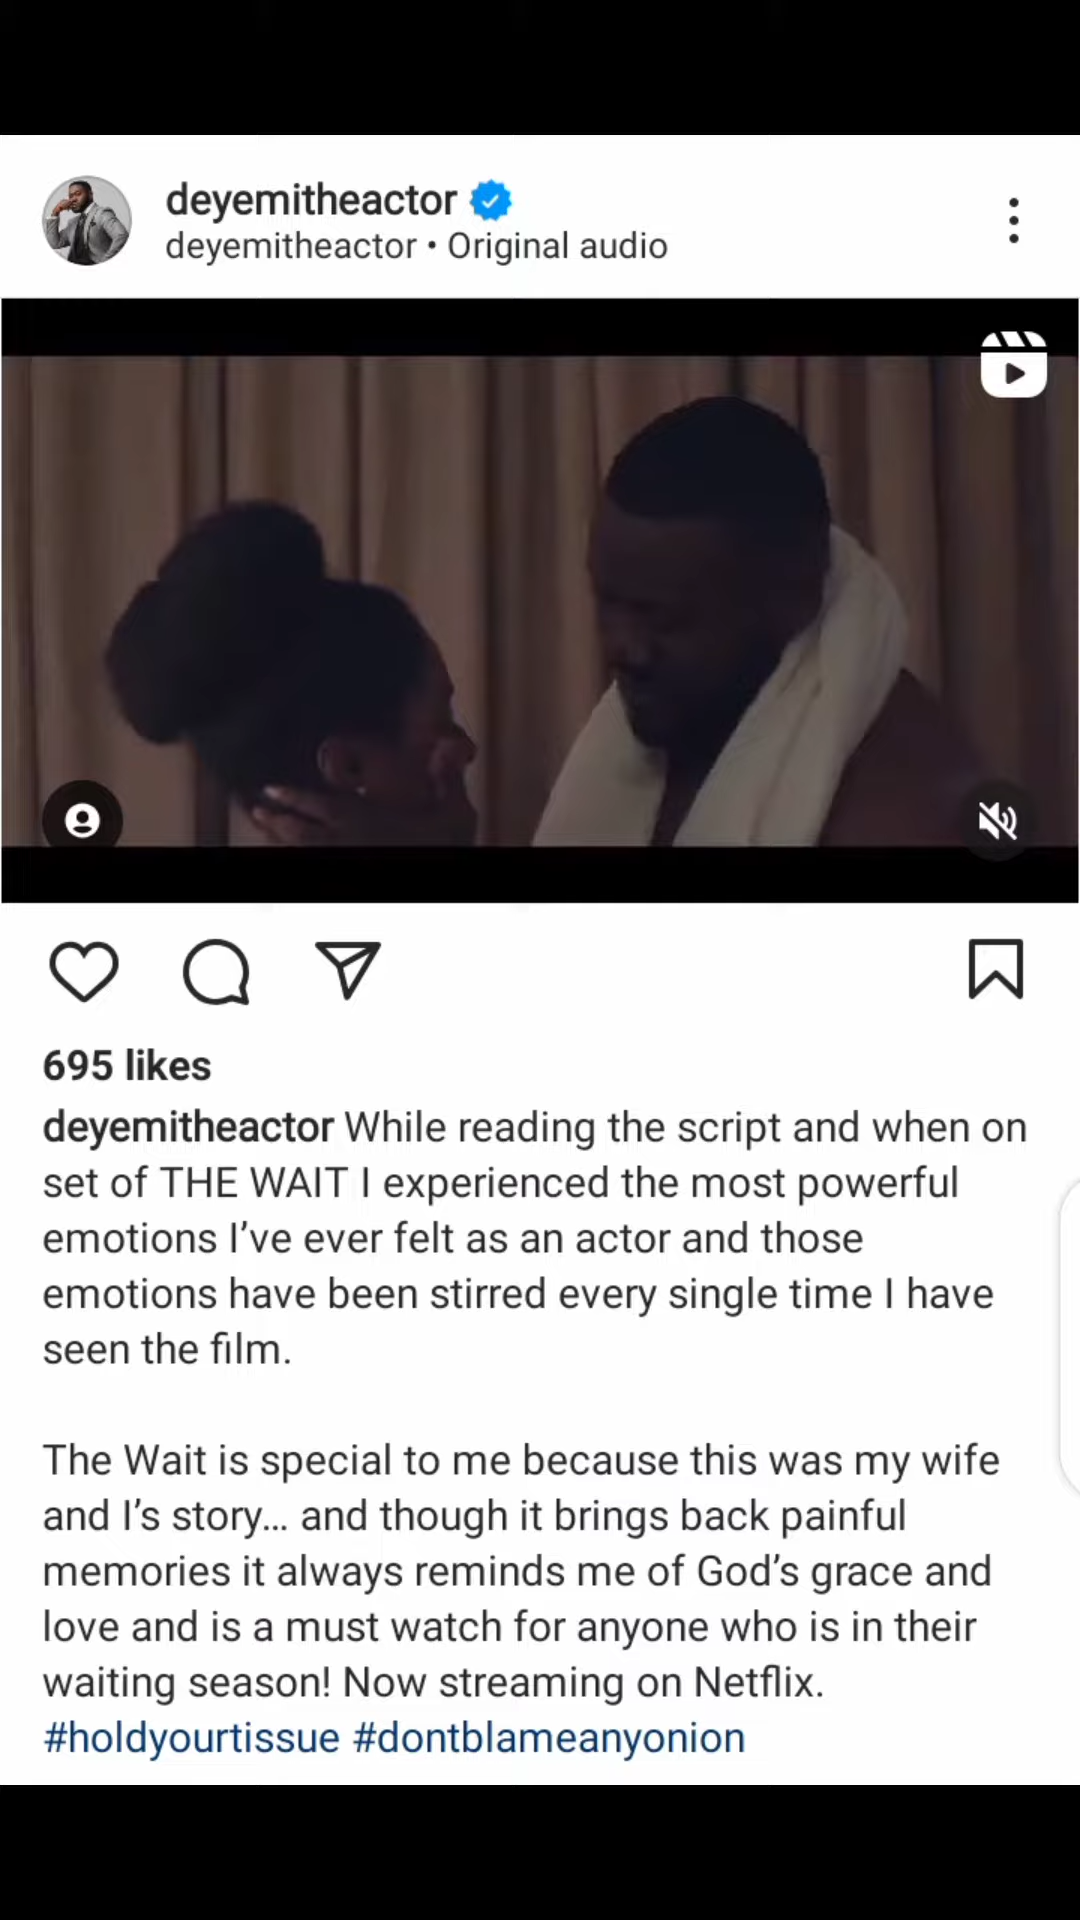 deyemitheactor
deyemitheactor • Original audio
695 likes
deyemitheactor While reading the script and when on
set of THE WAIT I experienced the most powerful
emotions I’ve ever felt as an actor and those
emotions have been stirred every single time I have
seen the film.
The Wait is special to me because this was my wife
and I’s story... and though it brings back painful
memories it always reminds me of God’s grace and
love and is a must watch for anyone who is in their
waiting season! Now streaming on Netflix.
#holdyourtissue #dontblameanyonion